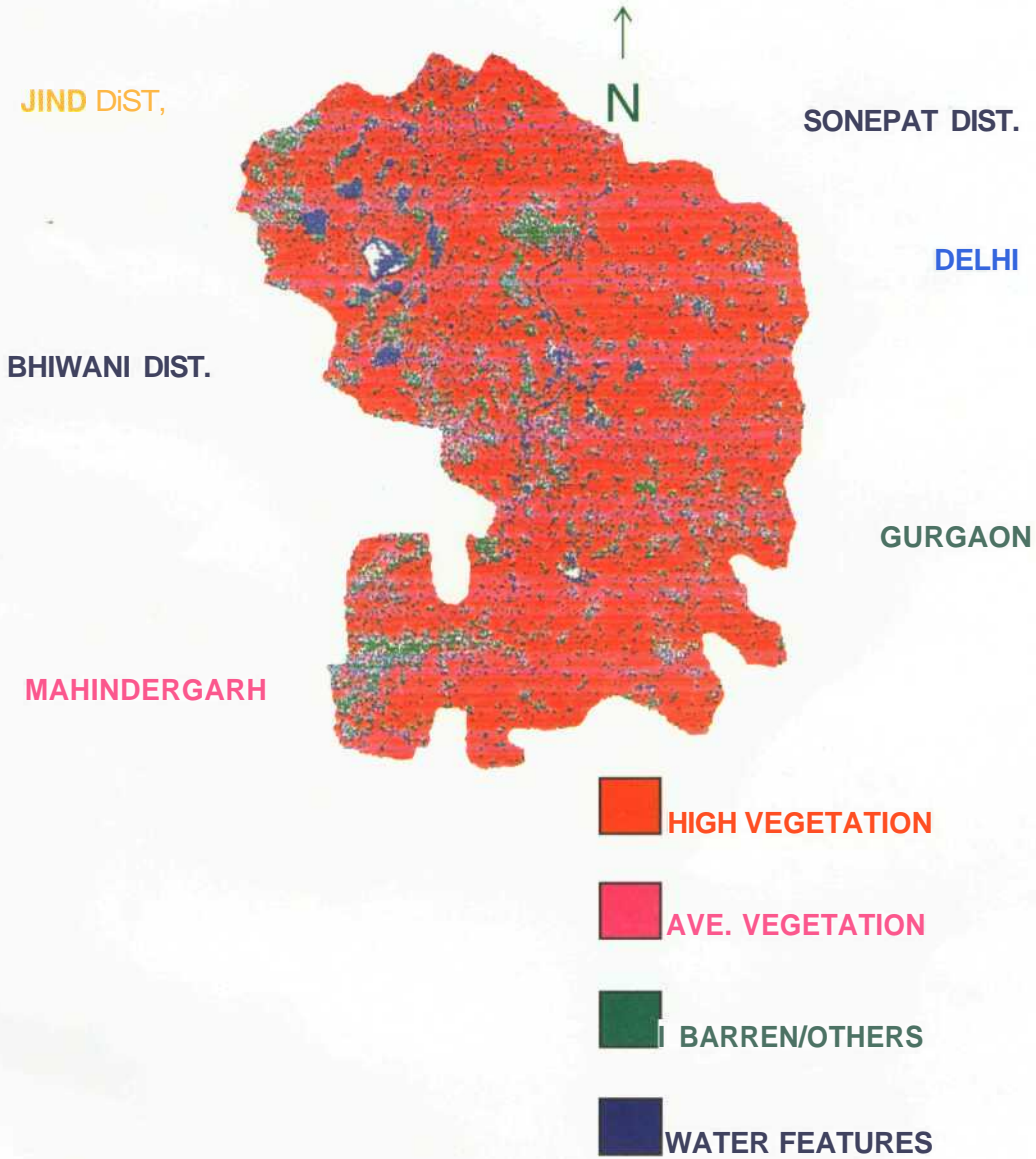 N
JIND DiST,
SONEPAT DIST.
DELHI
BHIWANI DIST.
GURGAON
MAHINDERGARH
HIGH VEGETATION
AVE. VEGETATION
I BARREN/OTHERS
WATER FEATURES